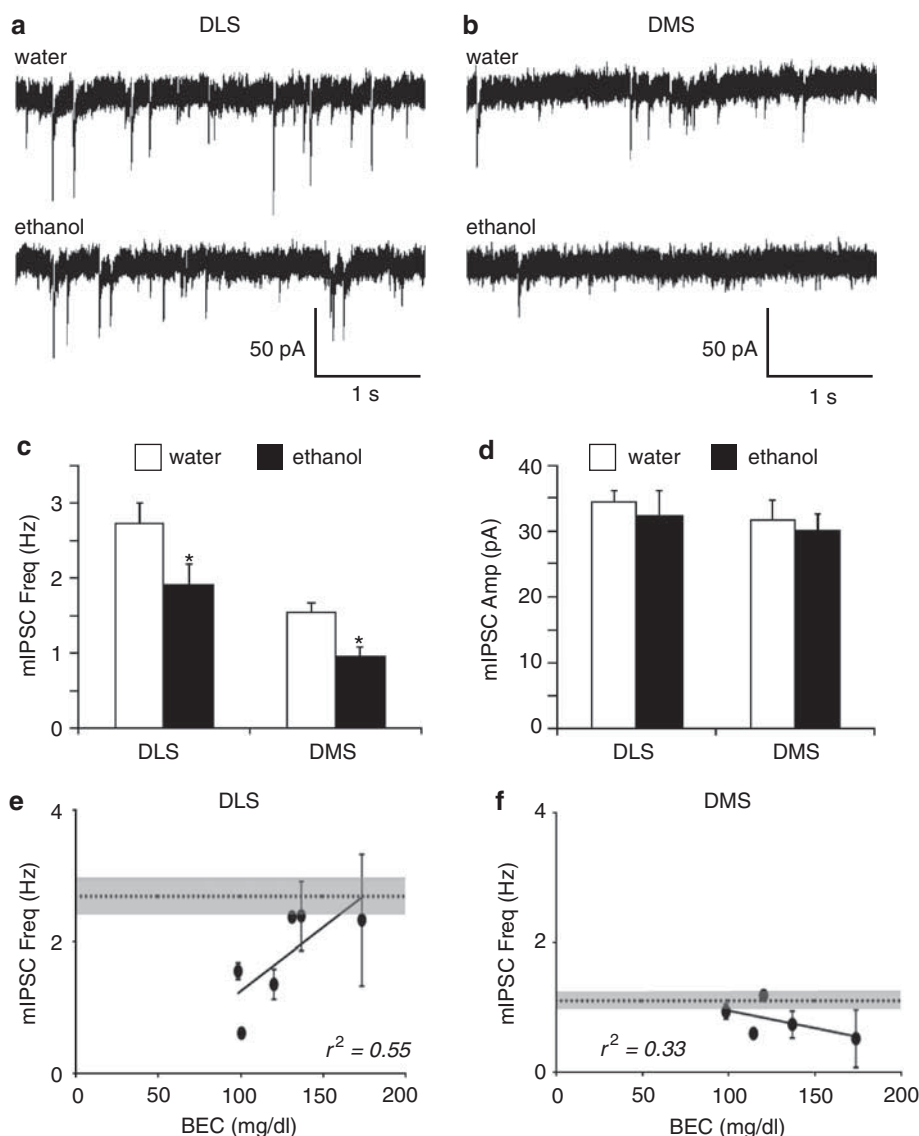 a DLS
water
ethanol
50 pA
1 s
b DMS
water
ethanol
50 pA
1 s
c water ethanol
mIPSC Freq (Hz)
3
2
1
0
DLS DMS
*
*
d water ethanol
mIPSC Amp (pA)
40
30
20
10
0
DLS DMS
e DLS
mIPSC Freq (Hz)
4
2
0
r² = 0.55
0 50 100 150 200
BEC (mg/dl)
f DMS
mIPSC Freq (Hz)
4
2
0
r² = 0.33
0 50 100 150 200
BEC (mg/dl)